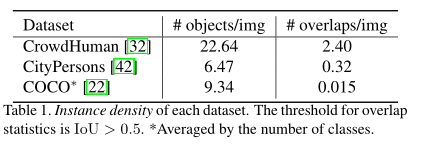 Dataset # objects/img # overlaps/img
CrowdHuman [32] 22.64 2.40
CityPersons [42] 6.47 0.32
COCO* [22] 9.34 0.015
Table 1. Instance density of each dataset. The threshold for overlap
statistics is IoU > 0.5. *Averaged by the number of classes.